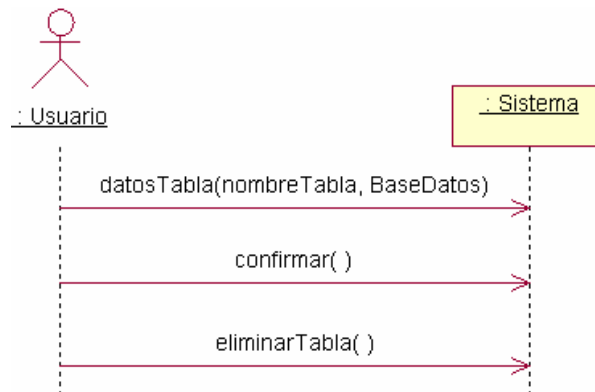 : Usuario
: Sistema
datosTabla(nombreTabla, BaseDatos)
confirmar( )
eliminarTabla( )